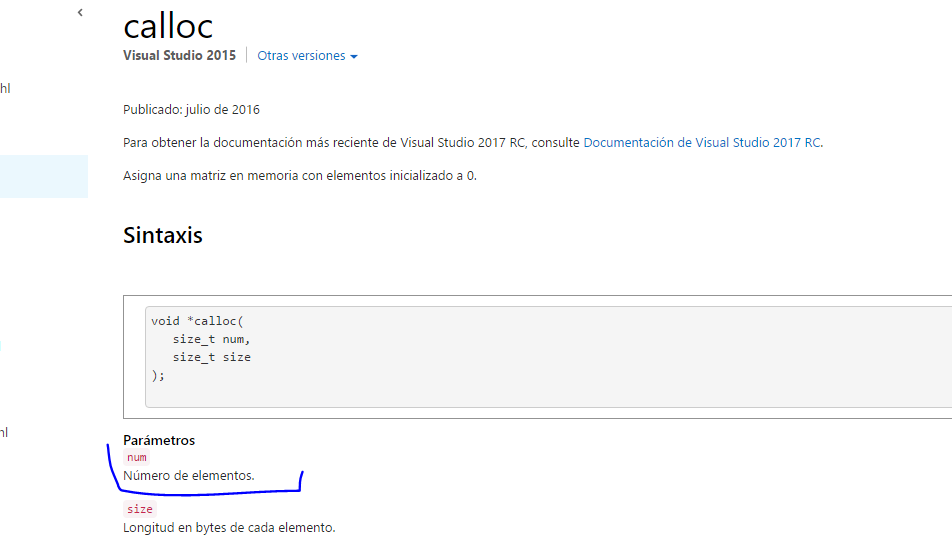 calloc
Visual Studio 2015 Otras versiones
hl
Publicado: julio de 2016
Para obtener la documentación más reciente de Visual Studio 2017 RC, consulte Documentación de Visual Studio 2017 RC.
Asigna una matriz en memoria con elementos inicializado a 0.
Sintaxis
void *calloc(
size_t num,
size_t size
);
hl
Parámetros
num
Número de elementos.
size
Longitud en bytes de cada elemento.